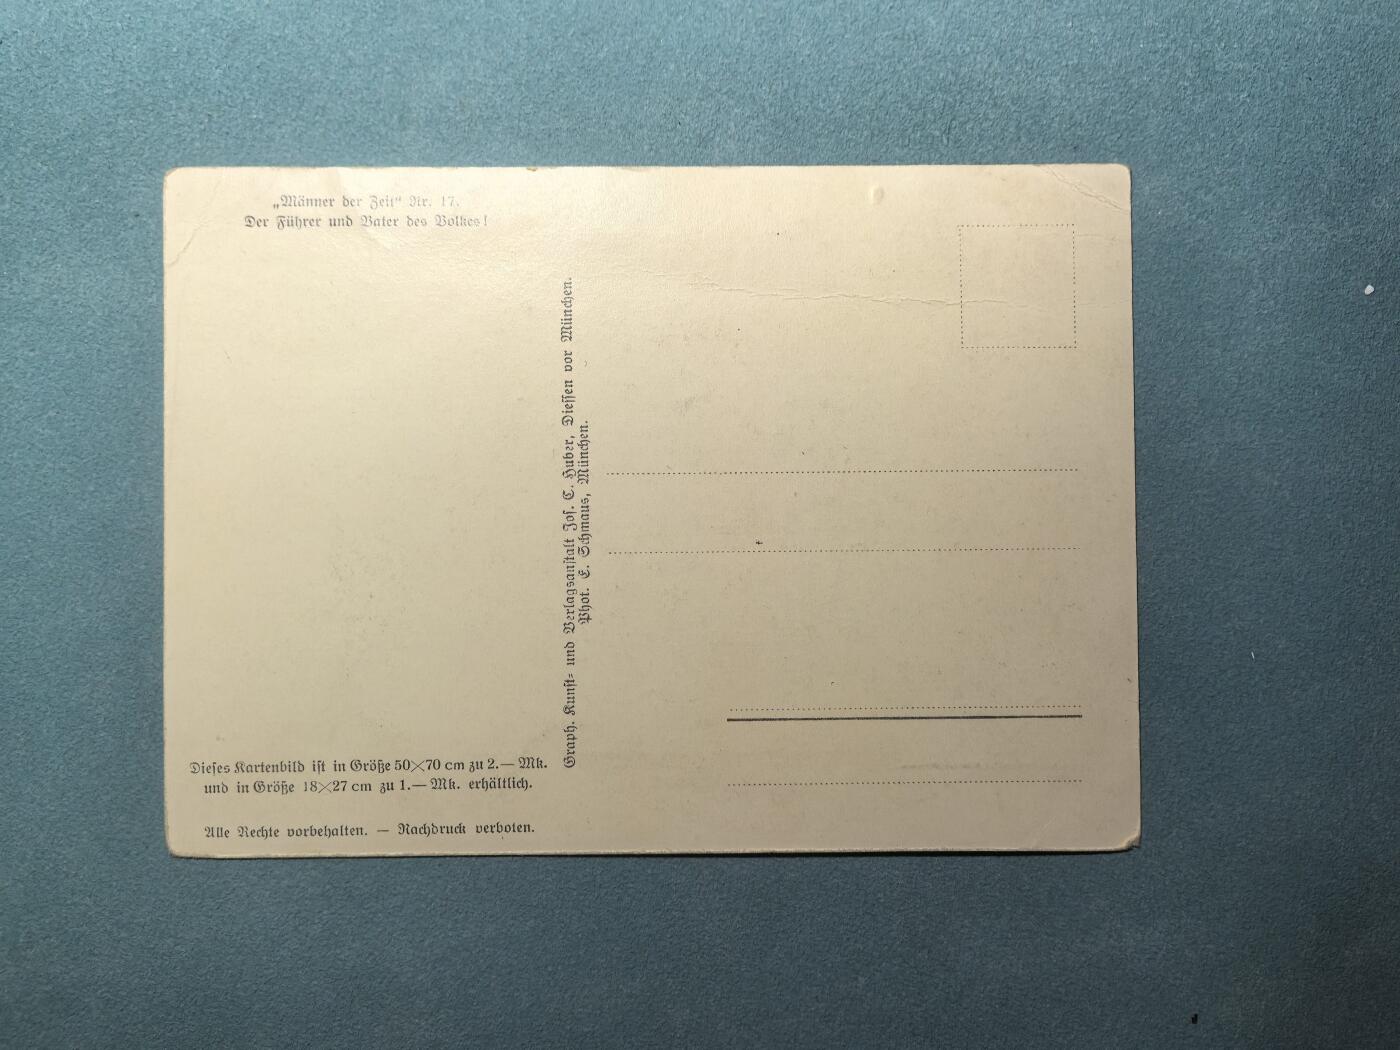 „Männer der Zeit“ Nr. 17.
Der Führer und Vater des Volkes!
Graph. Kunst- und Verlagsanstalt Jos. C. Huber, Diessen vor München.
Phot. E. Schmaus, München.
Dieses Kartenbild ist in Größe 50×70 cm zu 2.— Mk.
und in Größe 18×27 cm zu 1.— Mk. erhältlich.
Alle Rechte vorbehalten. — Nachdruck verboten.